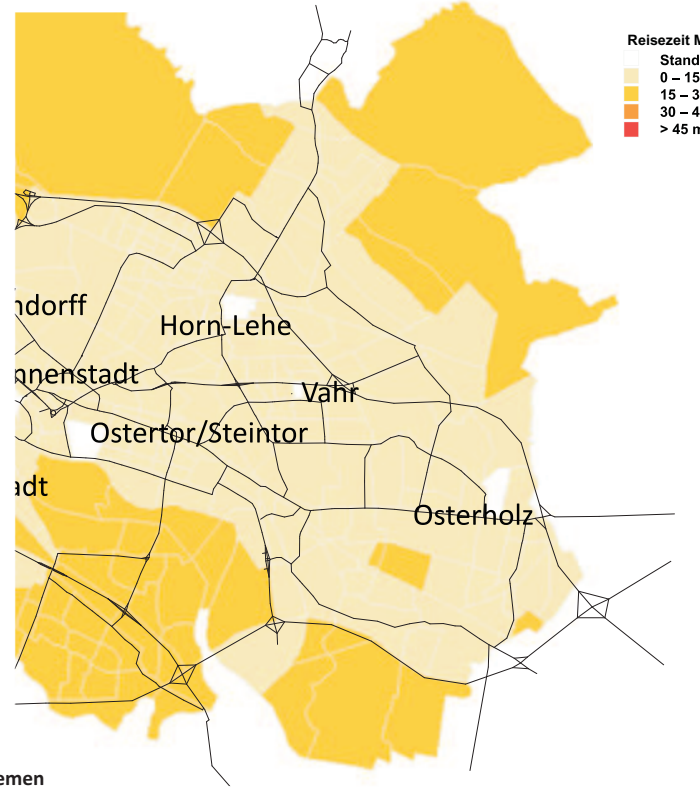 Reisezeit M
Stand
0 – 15
15 – 3
30 – 4
> 45 m
ndorff
Horn-Lehe
nnenstadt
Vahr
Ostertor/Steintor
adt
Osterholz
emen